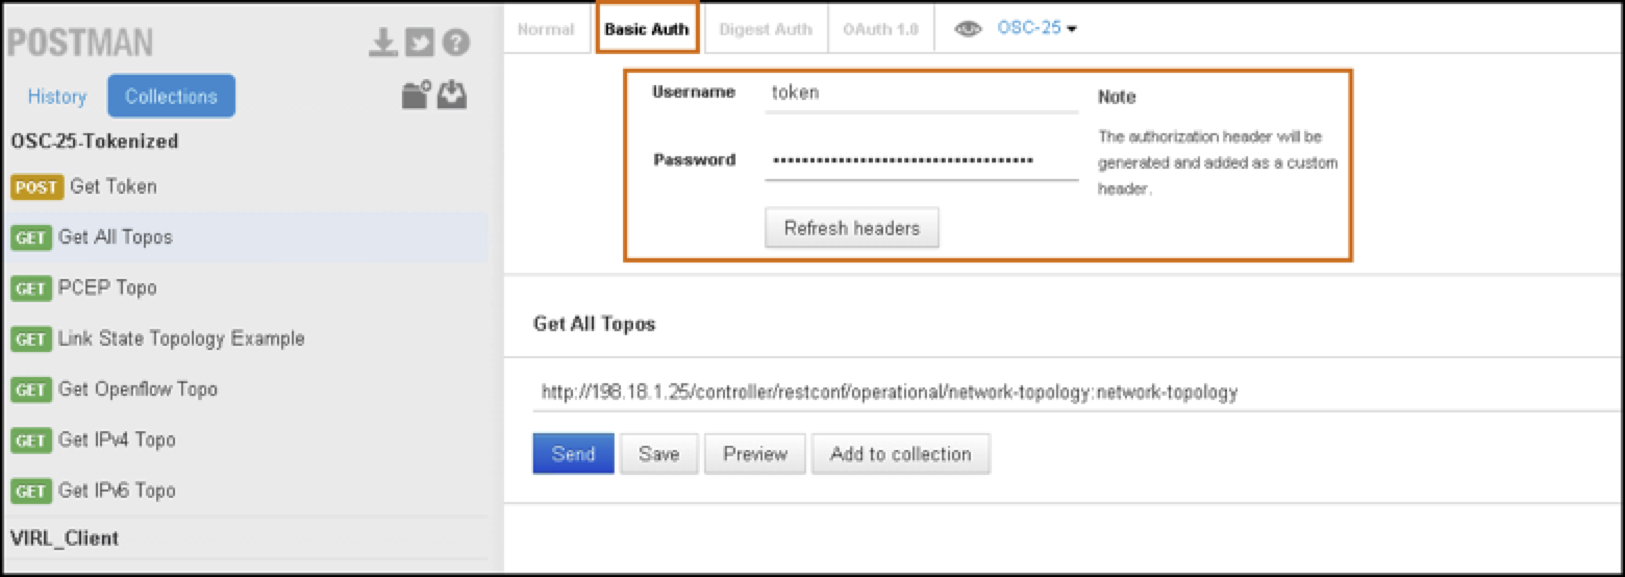 POSTMAN
History
Collections
OSC-25-Tokenized
POST Get Token
GET Get All Topos
GET PCEP Topo
GET Link State Topology Example
GET Get Openflow Topo
GET Get IPv4 Topo
GET Get IPv6 Topo
VIRL_Client
Normal
Basic Auth
Digest Auth
OAuth 1.0
OSC-25
Username token
Password
Refresh headers
Note
The authorization header will be
generated and added as a custom
header.
Get All Topos
http://198.18.1.25/controller/restconf/operational/network-topology:network-topology
Send
Save
Preview
Add to collection